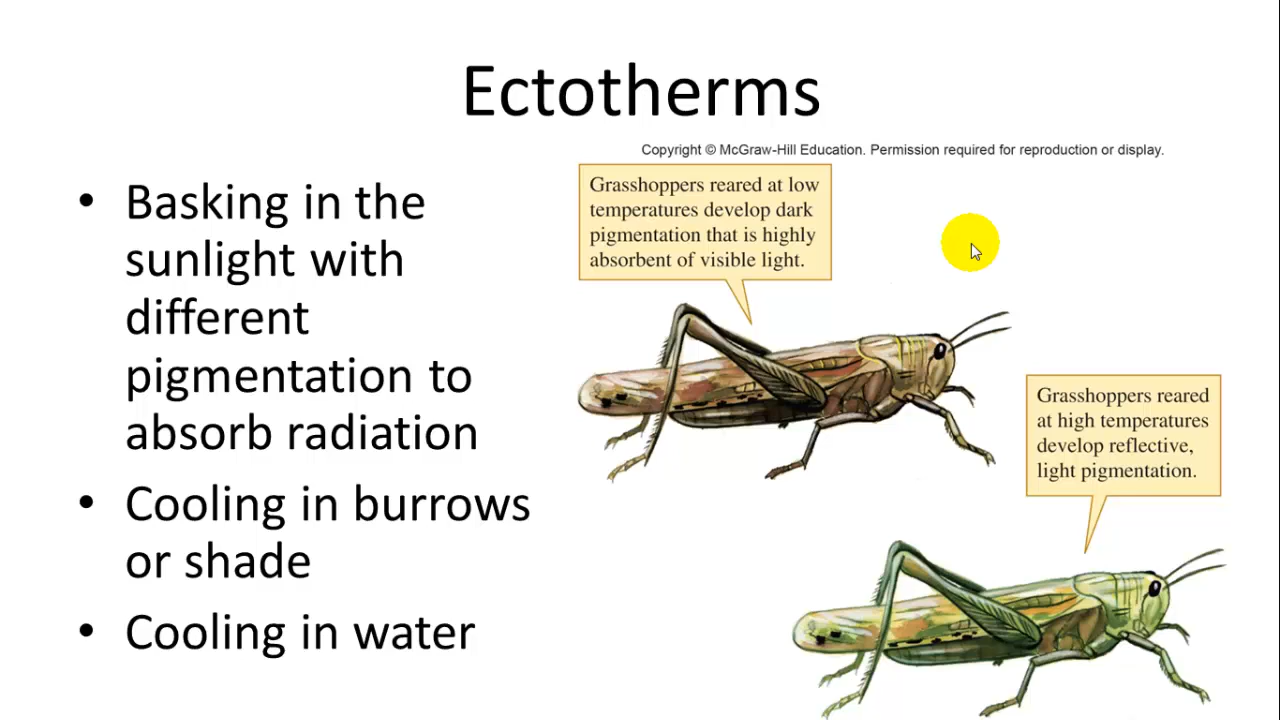 Ectotherms
Copyright © McGraw-Hill Education. Permission required for reproduction or display.
• Basking in the
sunlight with
different
pigmentation to
absorb radiation
• Cooling in burrows
or shade
• Cooling in water
Grasshoppers reared at low
temperatures develop dark
pigmentation that is highly
absorbent of visible light.
Grasshoppers reared
at high temperatures
develop reflective,
light pigmentation.